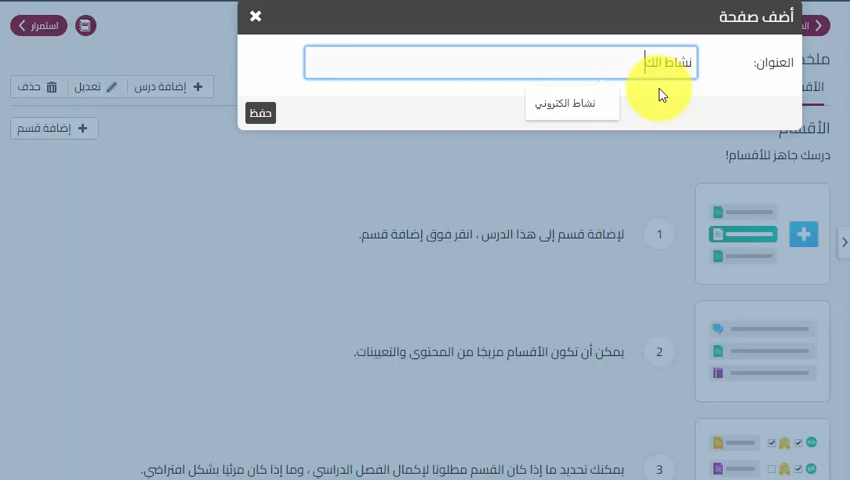 أضف صفحة
العنوان:
نشاط الك
نشاط الكتروني
حفظ
استمرار
إضافة درس
تعديل
حذف
إضافة قسم
الأقسام
درسك جاهز للأقسام!
1
لإضافة قسم إلى هذا الدرس ، انقر فوق إضافة قسم.
2
يمكن أن تكون الأقسام مزيجًا من المحتوى والتعيينات.
3
يمكنك تحديد ما إذا كان القسم مطلوبًا لإكمال الفصل الدراسي ، وما إذا كان مرئيًا بشكل افتراضي.